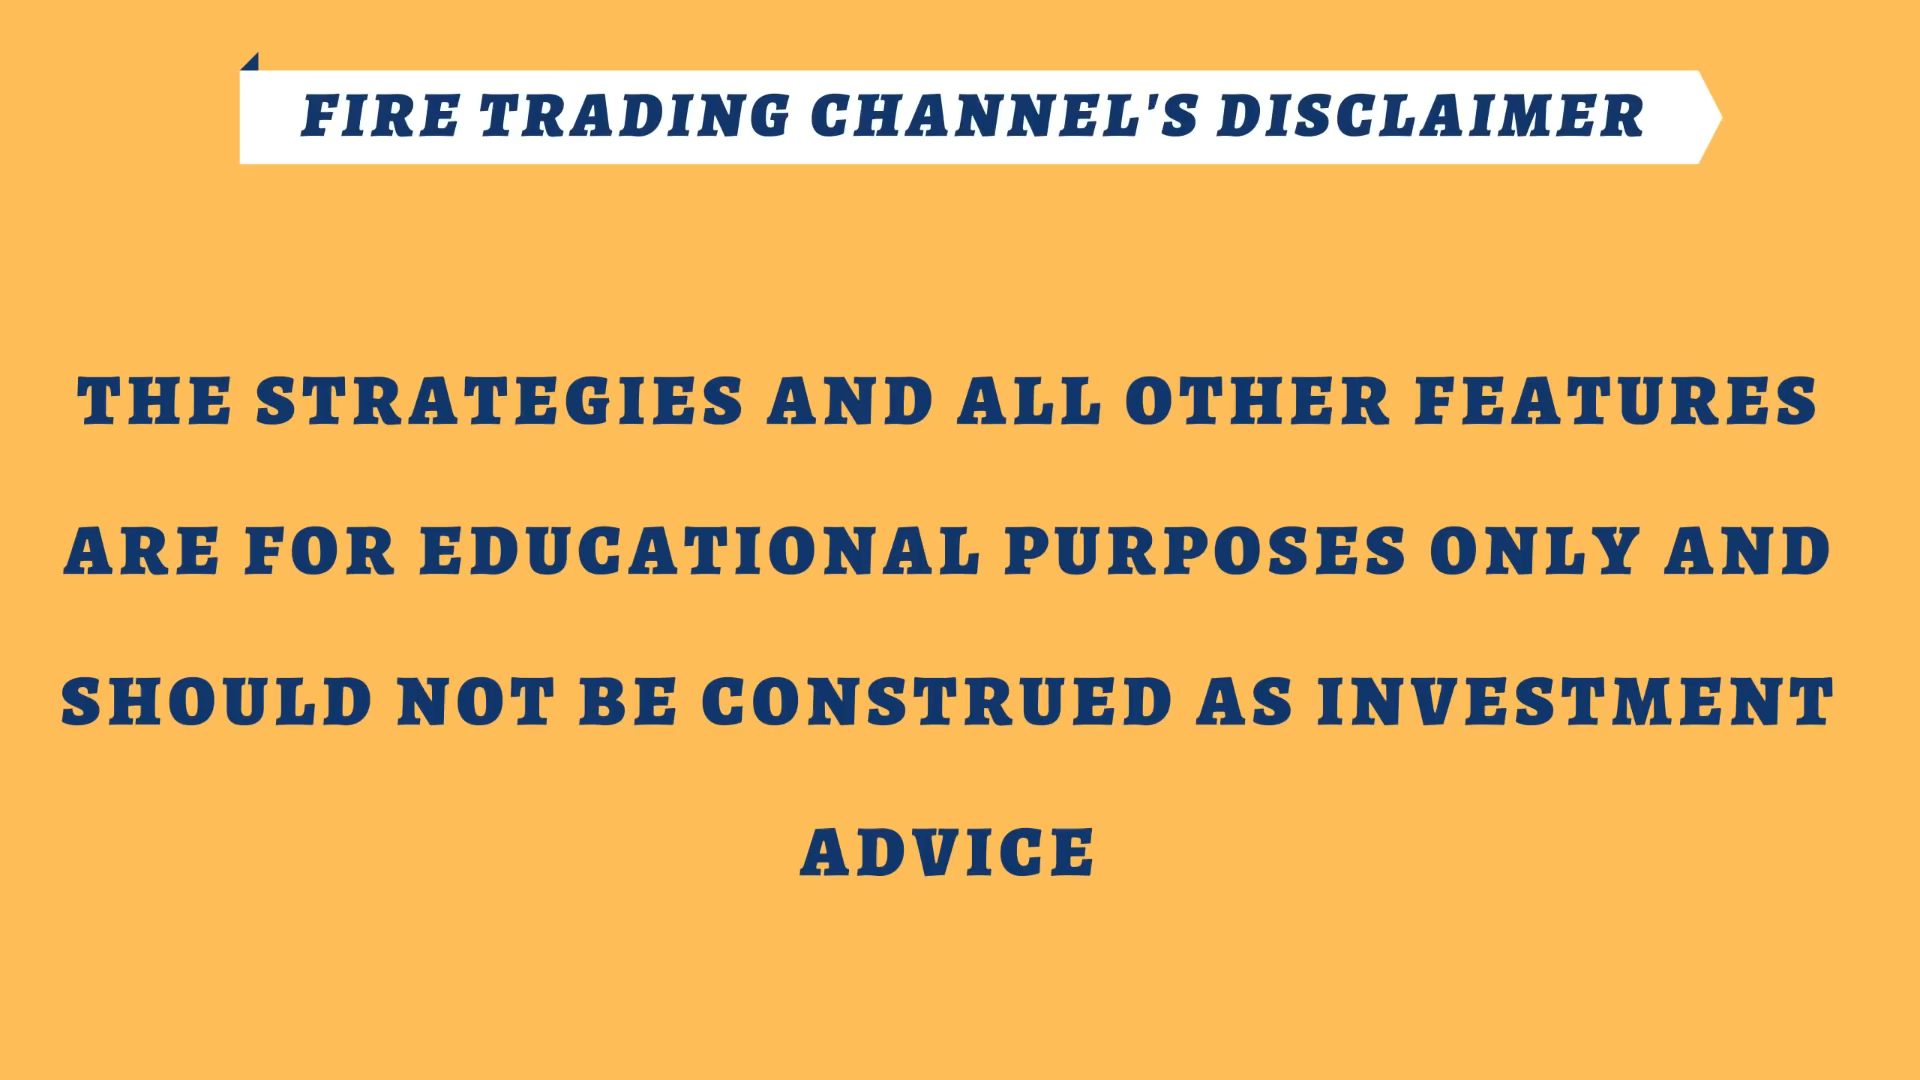 FIRE TRADING CHANNEL'S DISCLAIMER
THE STRATEGIES AND ALL OTHER FEATURES
ARE FOR EDUCATIONAL PURPOSES ONLY AND
SHOULD NOT BE CONSTRUED AS INVESTMENT
ADVICE